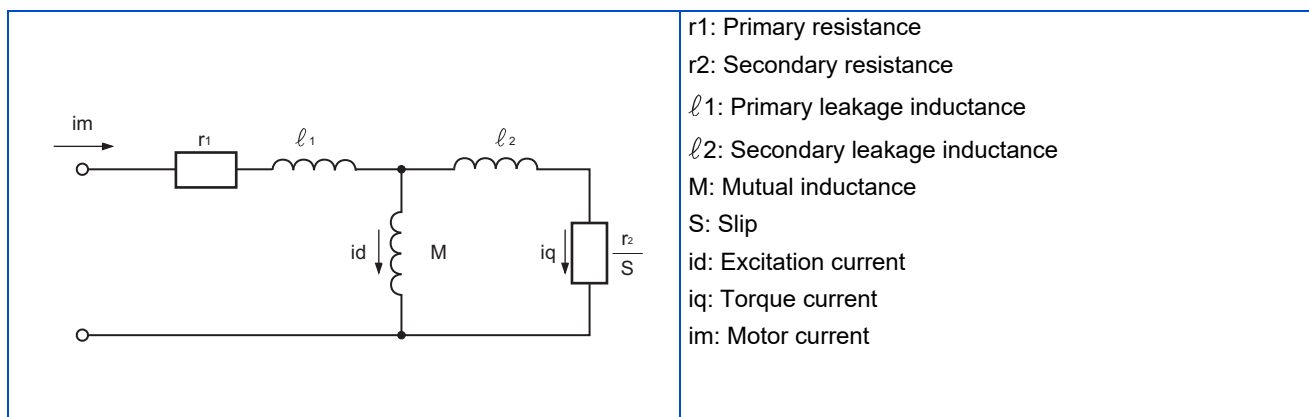 im
r1
ℓ1
ℓ2
id
M
iq
r2
S
r1: Primary resistance
r2: Secondary resistance
ℓ1: Primary leakage inductance
ℓ2: Secondary leakage inductance
M: Mutual inductance
S: Slip
id: Excitation current
iq: Torque current
im: Motor current